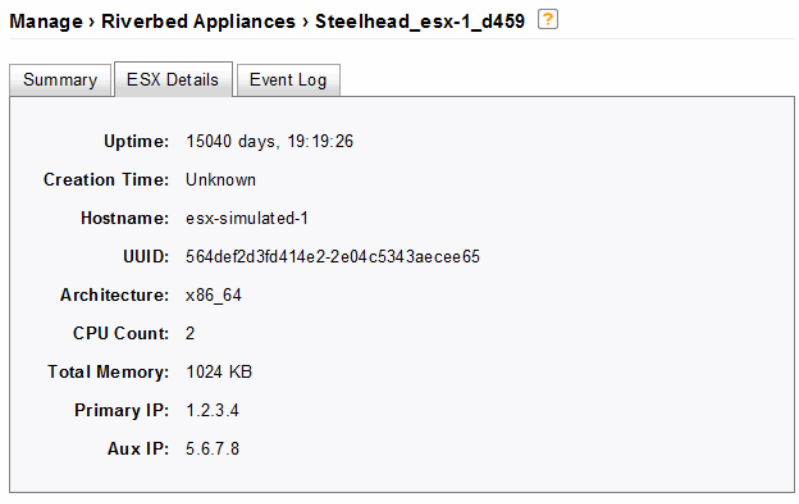 Manage › Riverbed Appliances › Steelhead_esx-1_d459 ?
Summary ESX Details Event Log
Uptime: 15040 days, 19:19:26
Creation Time: Unknown
Hostname: esx-simulated-1
UUID: 564def2d3fd414e2-2e04c5343aecee65
Architecture: x86_64
CPU Count: 2
Total Memory: 1024 KB
Primary IP: 1.2.3.4
Aux IP: 5.6.7.8